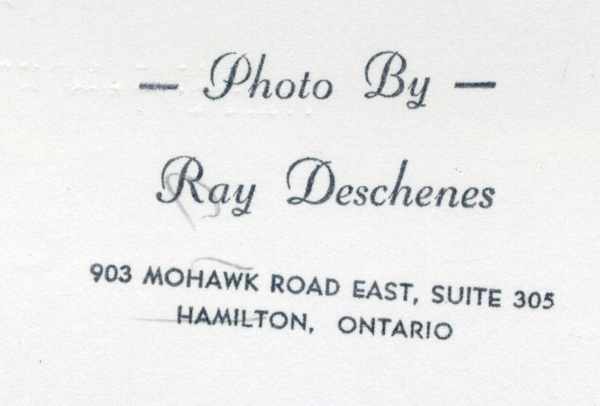 — Photo By —
Ray Deschenes
903 MOHAWK ROAD EAST, SUITE 305
HAMILTON, ONTARIO